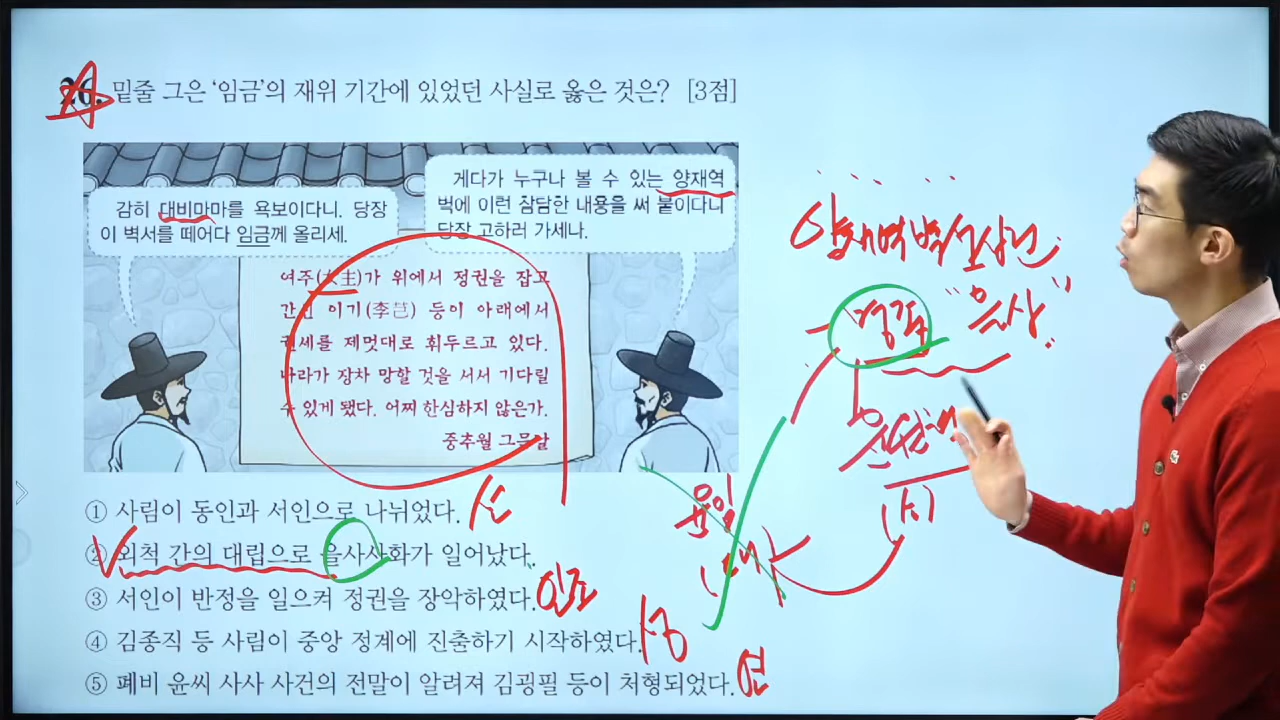 26. 밑줄 그은 '임금'의 재위 기간에 있었던 사실로 옳은 것은? [3점]
감히 대비마마를 욕보이다니. 당장
이 벽서를 떼어다 임금께 올리세.
게다가 누구나 볼 수 있는 양재역
벽에 이런 참담한 내용을 써 붙이다니
당장 고하러 가세나.
여주(女主)가 위에서 정권을 잡고
간신 이기(李芑) 등이 아래에서
권세를 제멋대로 휘두르고 있다.
나라가 장차 망할 것을 서서 기다릴
수 있게 됐다. 어찌 한심하지 않은가.
중추월 그믐날
① 사림이 동인과 서인으로 나뉘었다. 선
② 외척 간의 대립으로 을사사화가 일어났다.
③ 서인이 반정을 일으켜 정권을 장악하였다. 인조
④ 김종직 등 사림이 중앙 정계에 진출하기 시작하였다. 성
⑤ 폐비 윤씨 사사 사건의 전말이 알려져 김굉필 등이 처형되었다. 연
양재역벽서사건
명종 "을사"
윤임